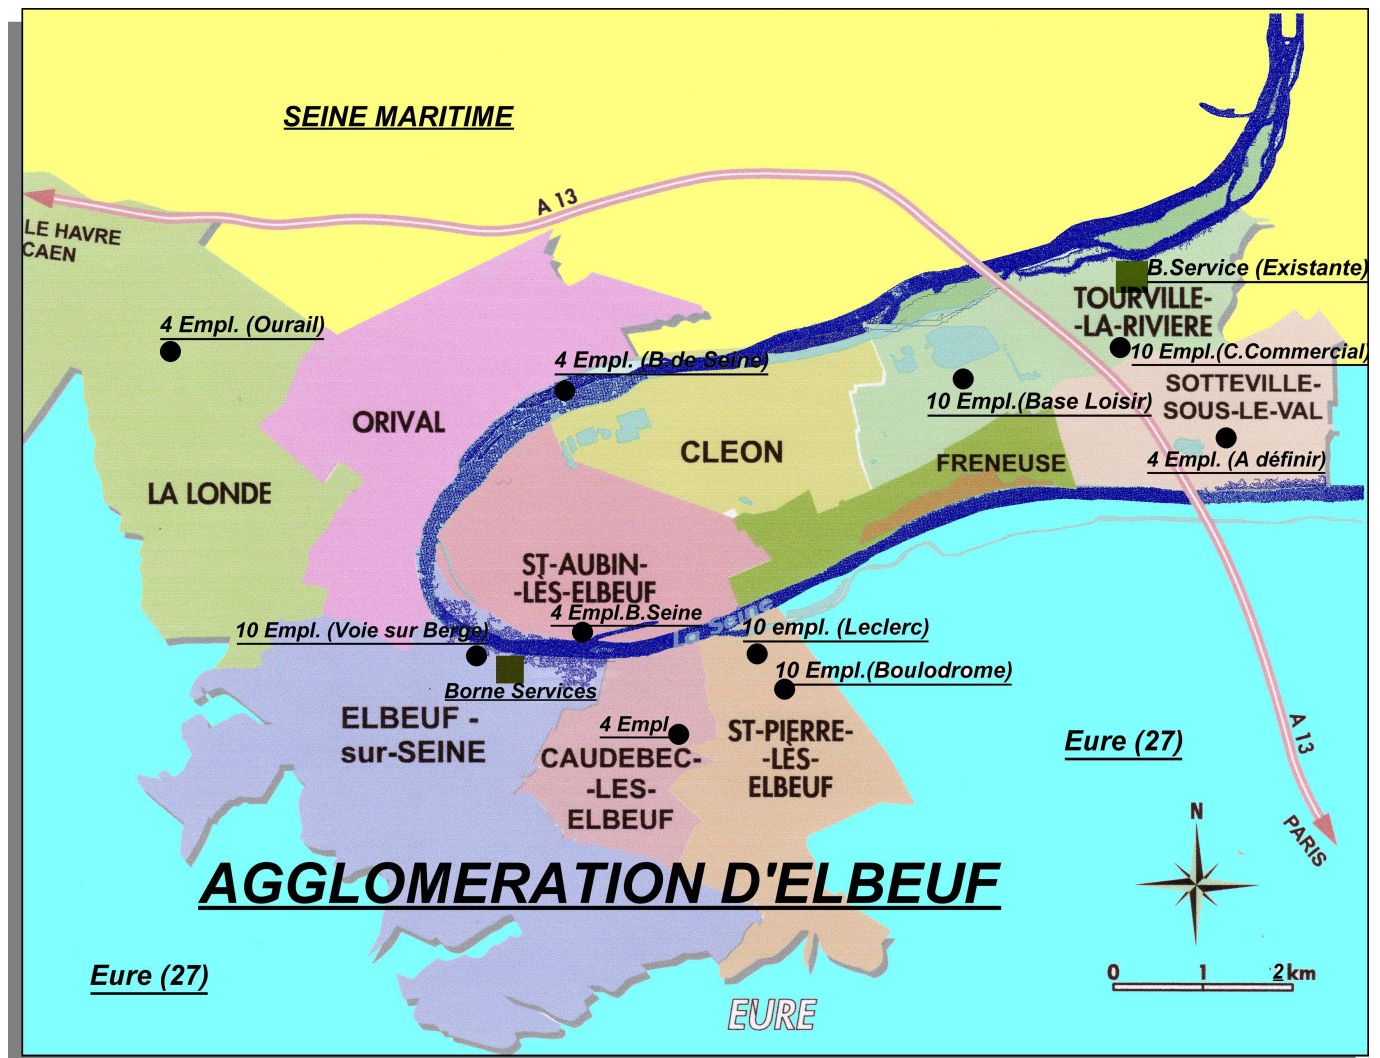 SEINE MARITIME
A 13
LE HAVRE
CAEN
B.Service (Existante)
TOURVILLE-
-LA-RIVIERE
4 Empl. (Ourail)
4 Empl. (B.de Seine)
10 Empl.(C.Commercial)
SOTTEVILLE-
SOUS-LE-VAL
10 Empl.(Base Loisir)
ORIVAL
CLEON
FRENEUSE
4 Empl. (A définir)
LA LONDE
ST-AUBIN-
-LÈS-ELBEUF
4 Empl.B.Seine
La Seine
10 Empl. (Voie sur Berge)
10 empl. (Leclerc)
10 Empl.(Boulodrome)
Borne Services
ELBEUF -
sur-SEINE
4 Empl.
CAUDEBEC-
-LES-
ELBEUF
ST-PIERRE-
-LÈS-
ELBEUF
Eure (27)
A 13
PARIS
N
AGGLOMERATION D'ELBEUF
Eure (27)
0 1 2 km
EURE